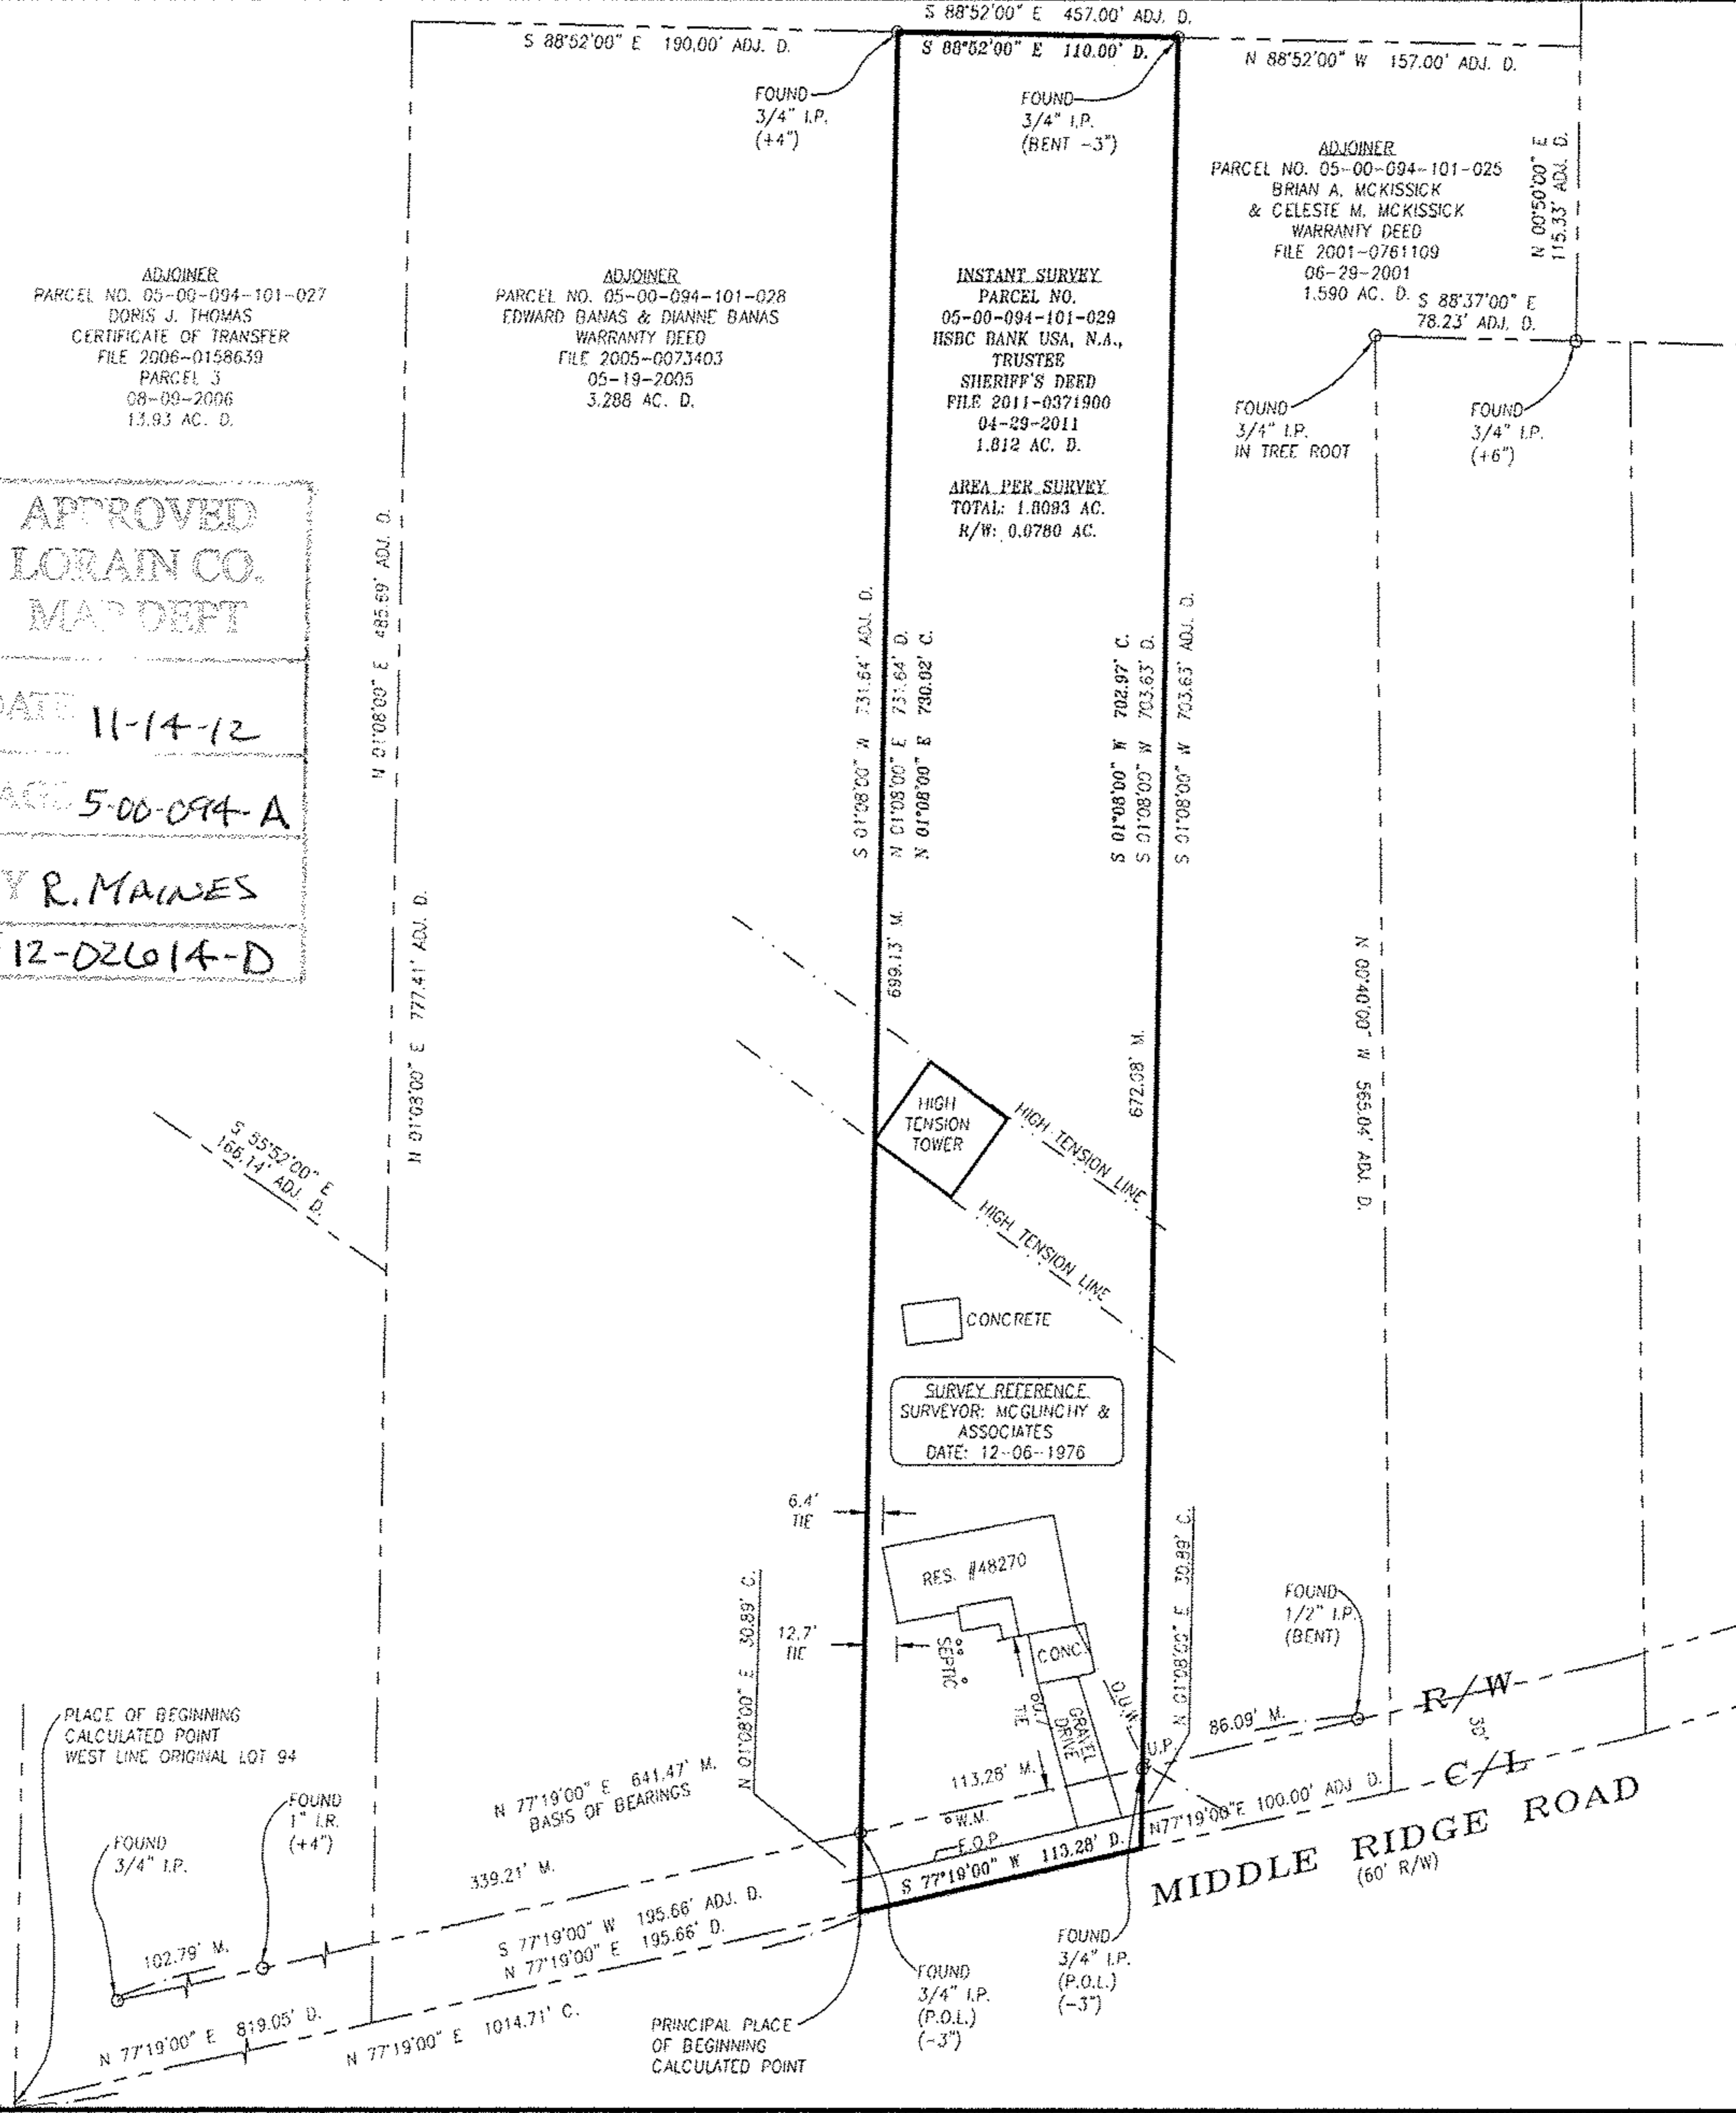 S 88°52'00" E 457.00' ADJ. D.
S 88°52'00" E 190.00' ADJ. D.
S 88°52'00" E 110.00' D.
N 88°52'00" W 157.00' ADJ. D.
FOUND
3/4" I.P.
(+4")
FOUND
3/4" I.P.
(BENT -3")
N 00°50'00" E
115.33' ADJ. D.
ADJOINER
PARCEL NO. 05-00-094-101-025
BRIAN A. MCKISSICK
& CELESTE M. MCKISSICK
WARRANTY DEED
FILE 2001-0761109
06-29-2001
1.590 AC. D.
S 88°37'00" E
78.23' ADJ. D.
ADJOINER
PARCEL NO. 05-00-094-101-027
DORIS J. THOMAS
CERTIFICATE OF TRANSFER
FILE 2006-0158639
PARCEL 3
08-09-2006
13.93 AC. D.
ADJOINER
PARCEL NO. 05-00-094-101-028
EDWARD BANAS & DIANNE BANAS
WARRANTY DEED
FILE 2005-0073403
05-19-2005
3.288 AC. D.
INSTANT SURVEY
PARCEL NO.
05-00-094-101-029
HSBC BANK USA, N.A.,
TRUSTEE
SHERIFF'S DEED
FILE 2011-0371900
04-29-2011
1.812 AC. D.
AREA PER SURVEY
TOTAL: 1.8093 AC.
R/W: 0.0780 AC.
FOUND
3/4" I.P.
IN TREE ROOT
FOUND
3/4" I.P.
(+6")
APPROVED
LORAIN CO.
MAP DEPT
DATE 11-14-12
5-00-094-A
R. MAINES
12-02614-D
N 01°08'00" E 485.69' ADJ. D.
N 01°08'00" E 777.41' ADJ. D.
S 01°08'00" W 731.64' ADJ. D.
N 01°08'00" E 731.64' D.
N 01°08'00" E 730.02' C.
S 01°08'00" W 702.97' C.
S 01°08'00" W 703.63' D.
S 01°08'00" W 703.63' ADJ. D.
699.13' M.
672.08' M.
N 00°40'00" W 565.04' ADJ. D.
S 55°52'00" E
166.14' ADJ. D.
HIGH
TENSION
TOWER
HIGH TENSION LINE
HIGH TENSION LINE
CONCRETE
SURVEY REFERENCE
SURVEYOR: MCGLINCHY &
ASSOCIATES
DATE: 12-06-1976
6.4'
TIE
RES. #48270
12.7'
TIE
SEPTIC
CONC.
TIE
GRAVEL
DRIVE
O.U.W.
N 01°08'00" E 30.89' C.
N 01°08'00" E 30.89' C.
FOUND
1/2" I.P.
(BENT)
86.09' M.
R/W
30'
C/L
U.P.
113.28' M.
W.M.
E.O.P.
S 77°19'00" W 113.28' D.
N77°19'00"E 100.00' ADJ D.
MIDDLE RIDGE ROAD
(60' R/W)
PLACE OF BEGINNING
CALCULATED POINT
WEST LINE ORIGINAL LOT 94
N 77°19'00" E 641.47' M.
BASIS OF BEARINGS
FOUND
1" I.R.
(+4")
FOUND
3/4" I.P.
339.21' M.
102.79' M.
S 77°19'00" W 195.66' ADJ. D.
N 77°19'00" E 195.66' D.
N 77°19'00" E 819.05' D.
N 77°19'00" E 1014.71' C.
PRINCIPAL PLACE
OF BEGINNING
CALCULATED POINT
FOUND
3/4" I.P.
(P.O.L.)
(-3")
FOUND
3/4" I.P.
(P.O.L.)
(-3")